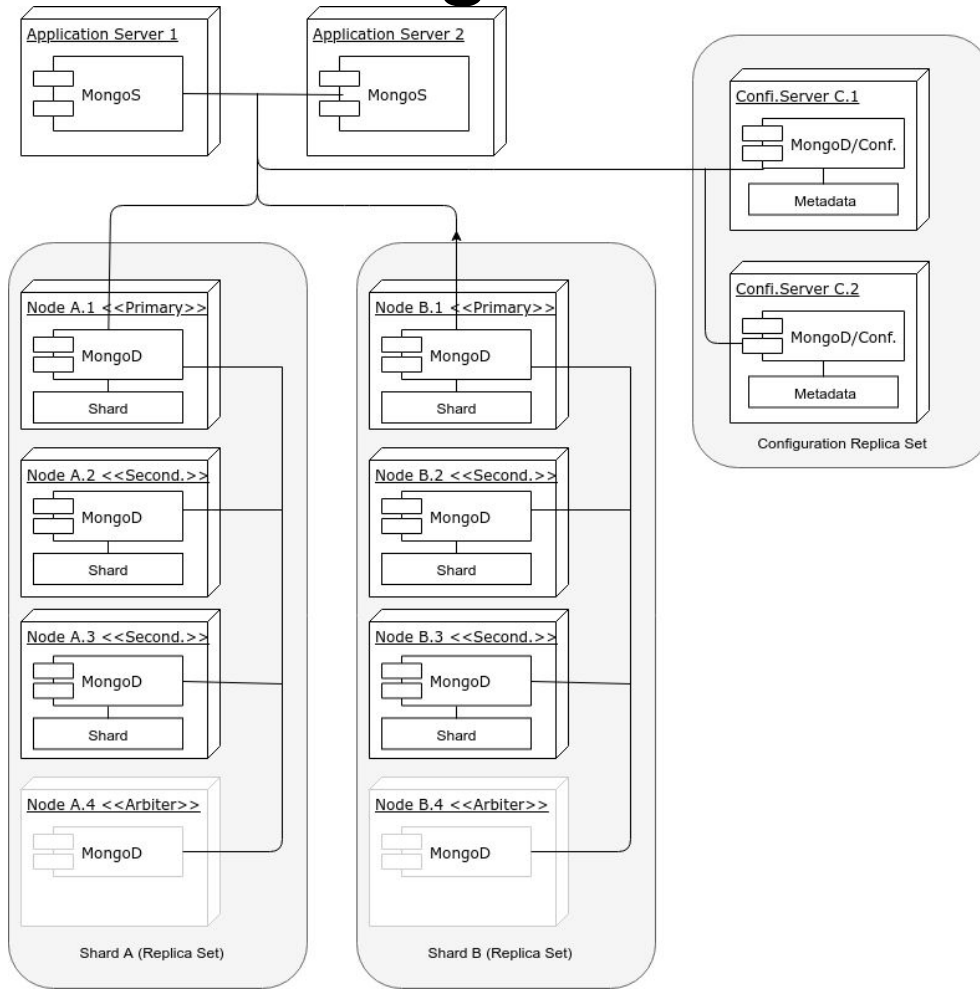 Application Server 1
MongoS
Application Server 2
MongoS
Confi.Server C.1
MongoD/Conf.
Metadata
Confi.Server C.2
MongoD/Conf.
Metadata
Configuration Replica Set
Node A.1 <<Primary>>
MongoD
Shard
Node A.2 <<Second.>>
MongoD
Shard
Node A.3 <<Second.>>
MongoD
Shard
Node A.4 <<Arbiter>>
MongoD
Shard A (Replica Set)
Node B.1 <<Primary>>
MongoD
Shard
Node B.2 <<Second.>>
MongoD
Shard
Node B.3 <<Second.>>
MongoD
Shard
Node B.4 <<Arbiter>>
MongoD
Shard B (Replica Set)